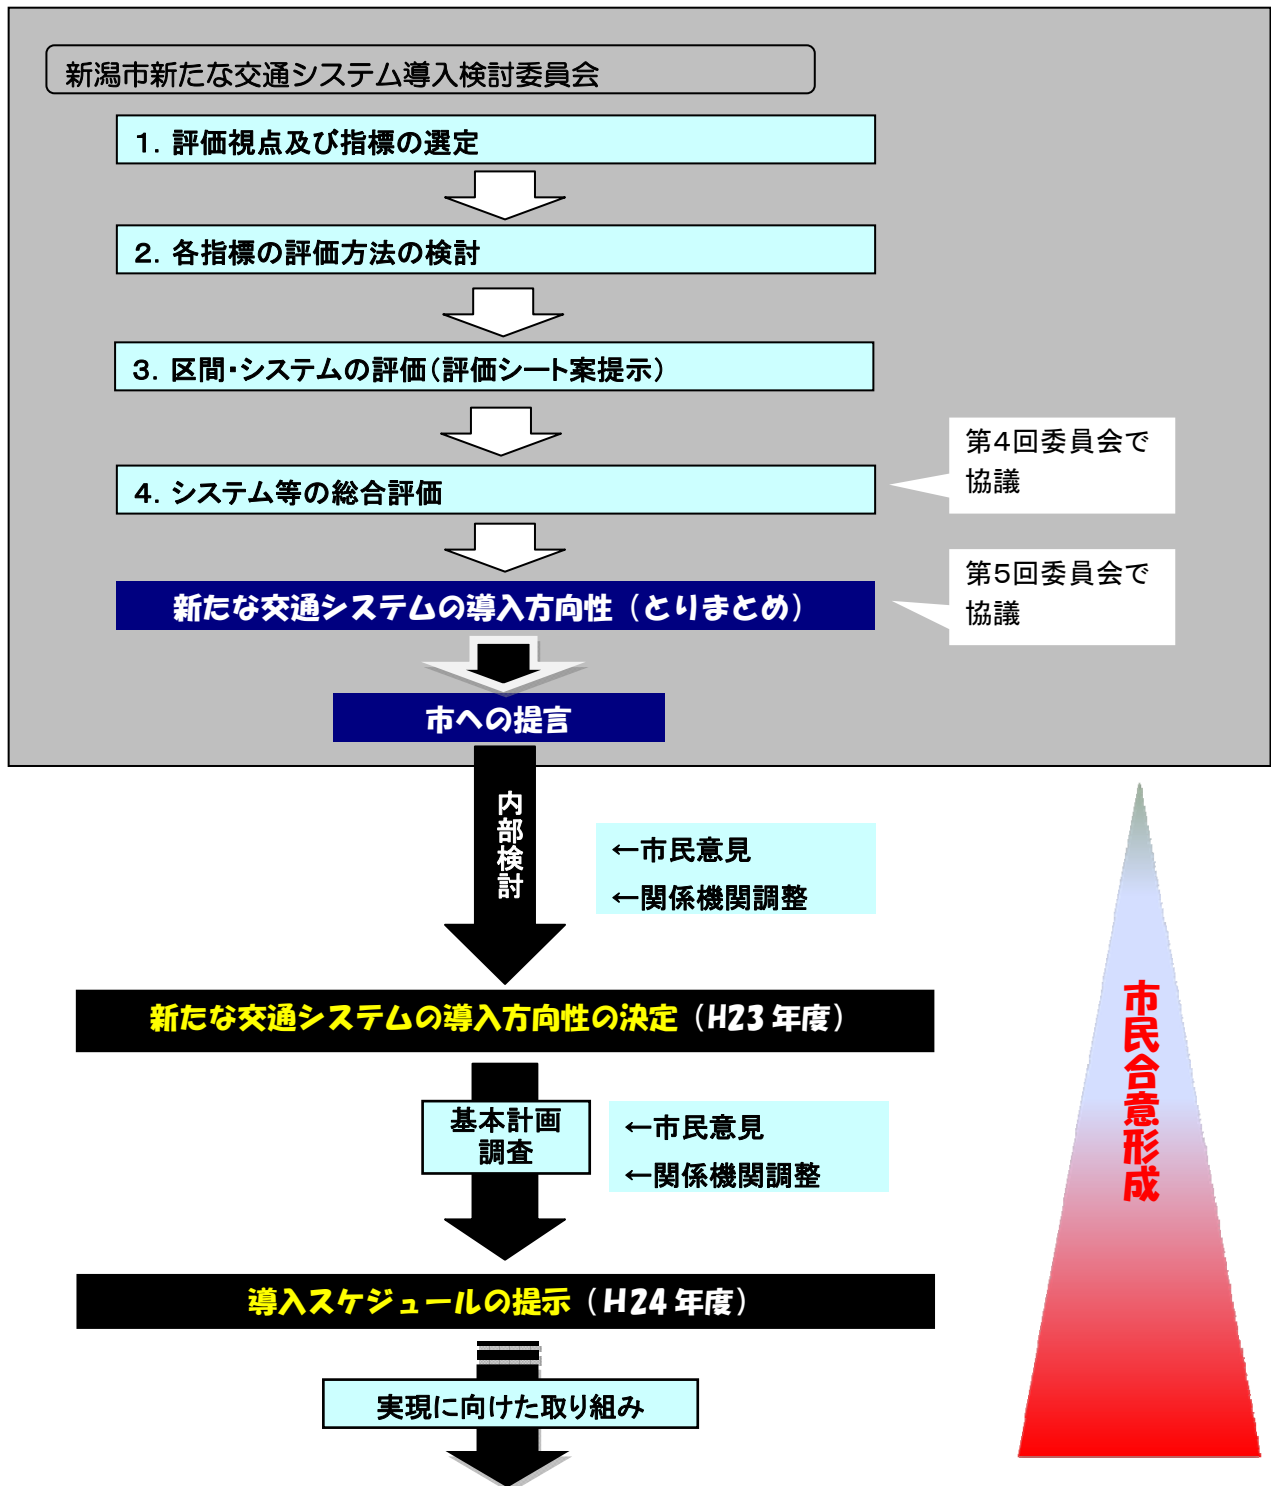 新潟市新たな交通システム導入検討委員会
1. 評価視点及び指標の選定
2. 各指標の評価方法の検討
3. 区間・システムの評価(評価シート案提示)
4. システム等の総合評価
第4回委員会で
協議
新たな交通システムの導入方向性(とりまとめ)
第5回委員会で
協議
市への提言
内部検討
←市民意見
←関係機関調整
新たな交通システムの導入方向性の決定(H23年度)
基本計画
調査
←市民意見
←関係機関調整
市民合意形成
導入スケジュールの提示(H24年度)
実現に向けた取り組み